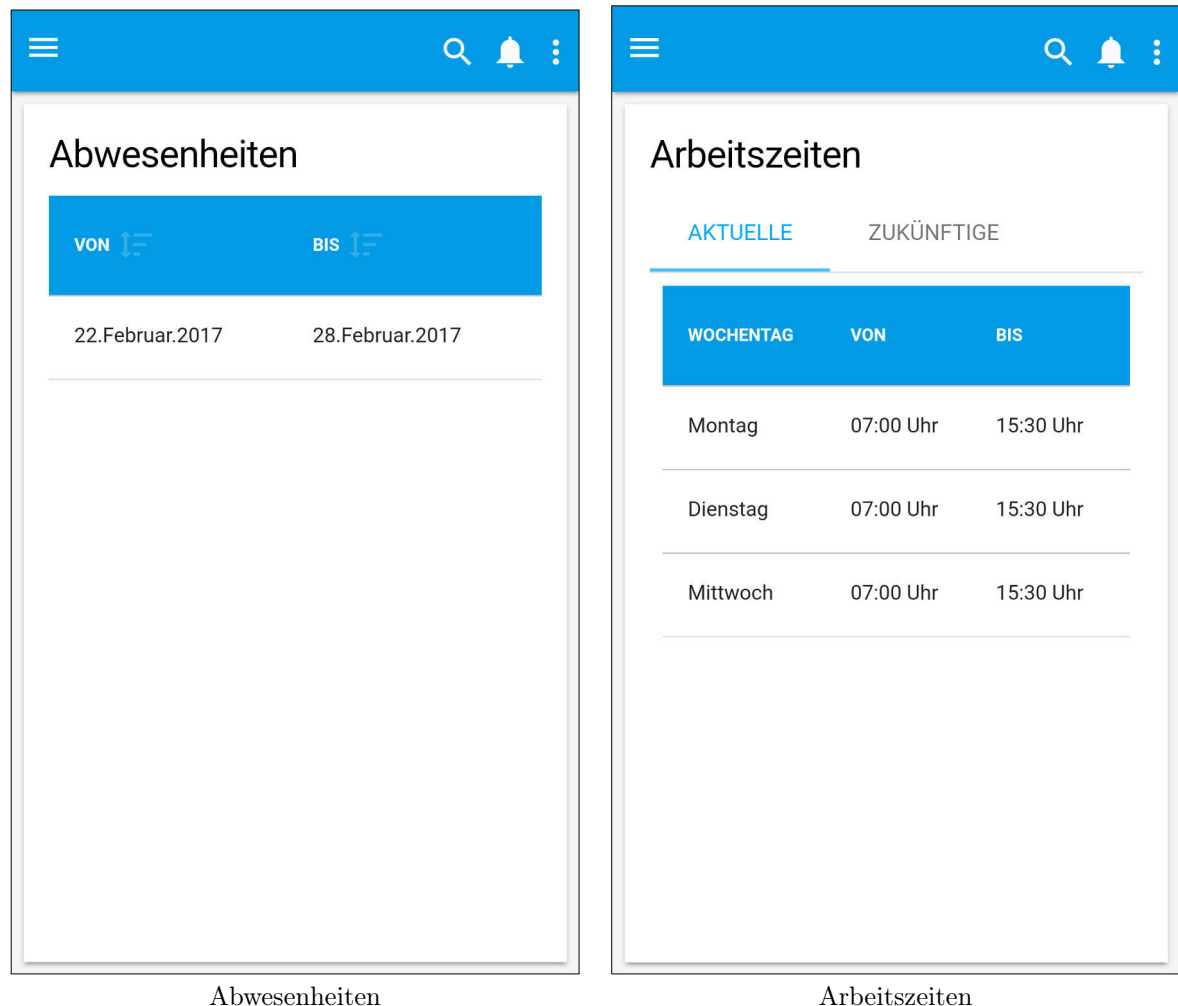 Abwesenheiten
VON BIS
22.Februar.2017 28.Februar.2017
Abwesenheiten
Arbeitszeiten
AKTUELLE ZUKÜNFTIGE
WOCHENTAG VON BIS
Montag 07:00 Uhr 15:30 Uhr
Dienstag 07:00 Uhr 15:30 Uhr
Mittwoch 07:00 Uhr 15:30 Uhr
Arbeitszeiten